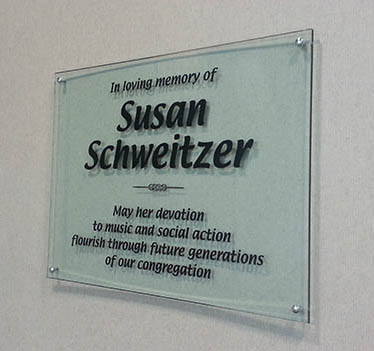 In loving memory of
Susan
Schweitzer
May her devotion
to music and social action
flourish through future generations
of our congregation